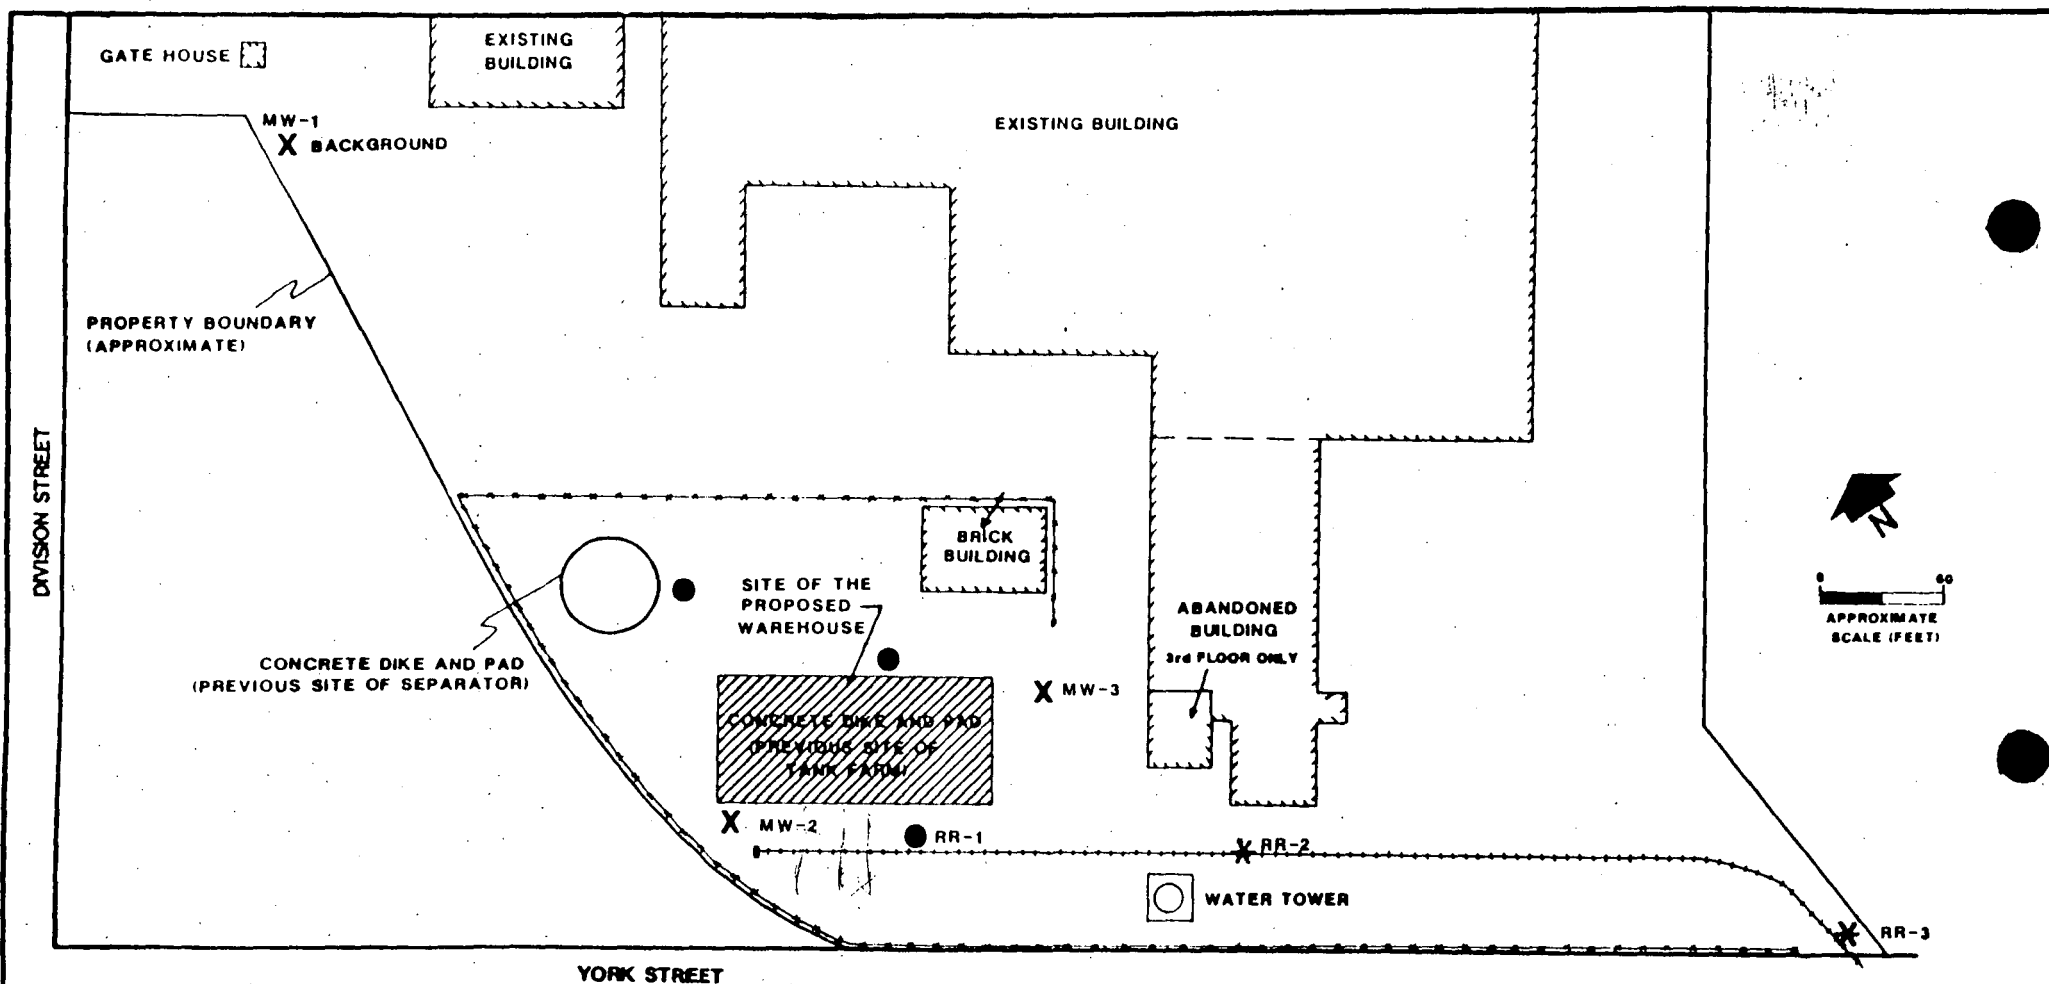 GATE HOUSE
EXISTING
BUILDING
MW-1
X BACKGROUND
EXISTING BUILDING
PROPERTY BOUNDARY
(APPROXIMATE)
DIVISION STREET
BRICK
BUILDING
SITE OF THE
PROPOSED
WAREHOUSE
ABANDONED
BUILDING
3rd FLOOR ONLY
N
0 60
APPROXIMATE
SCALE (FEET)
CONCRETE DIKE AND PAD
(PREVIOUS SITE OF SEPARATOR)
X MW-3
CONCRETE DIKE AND PAD
(PREVIOUS SITE OF
TANK FARM)
X MW-2
RR-1
RR-2
WATER TOWER
RR-3
YORK STREET